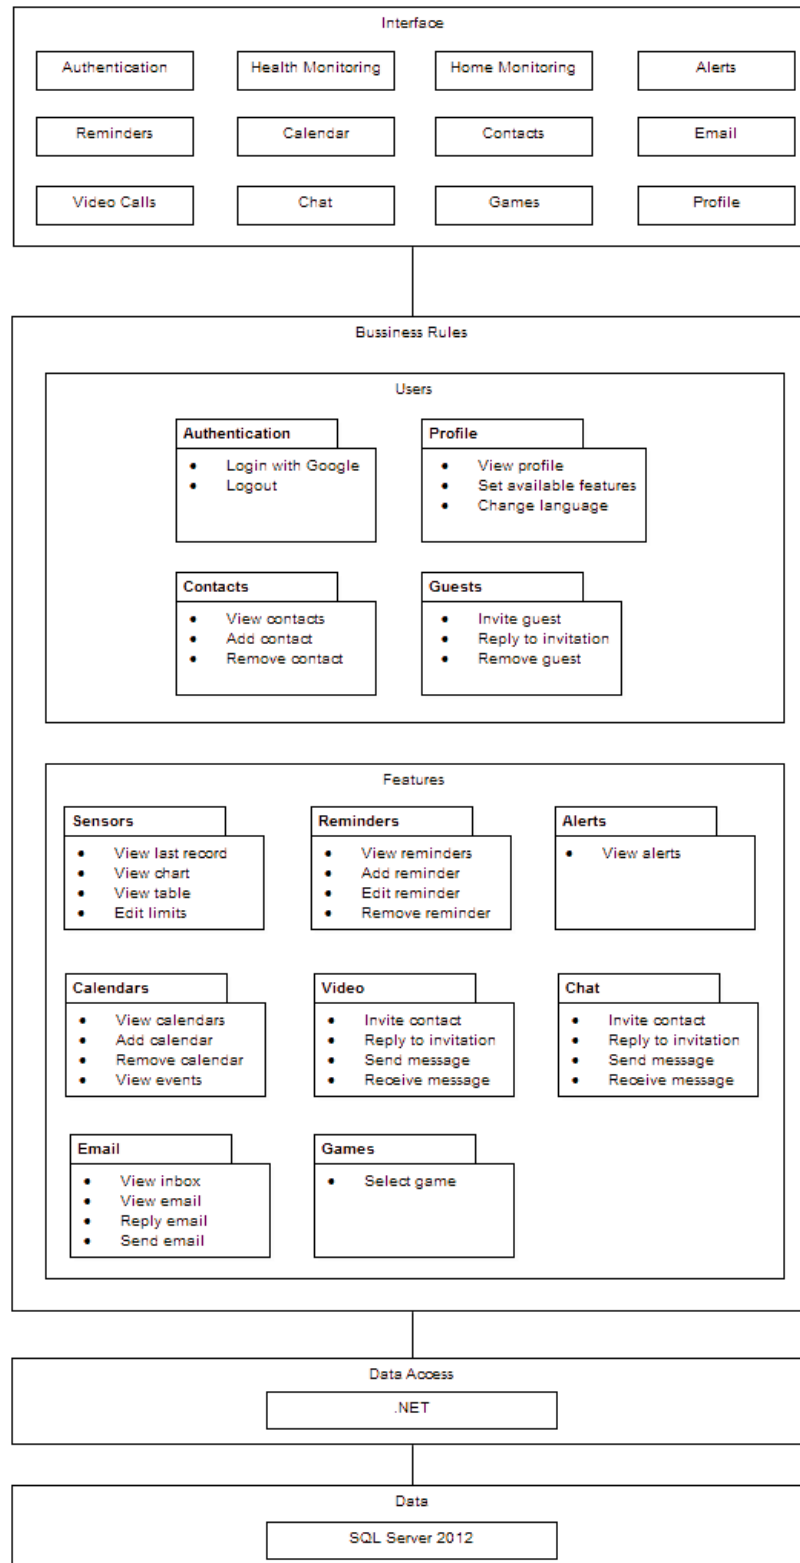 Interface
Authentication
Health Monitoring
Home Monitoring
Alerts
Reminders
Calendar
Contacts
Email
Video Calls
Chat
Games
Profile
Bussiness Rules
Users
Authentication
• Login with Google
• Logout
Profile
• View profile
• Set available features
• Change language
Contacts
• View contacts
• Add contact
• Remove contact
Guests
• Invite guest
• Reply to invitation
• Remove guest
Features
Sensors
• View last record
• View chart
• View table
• Edit limits
Reminders
• View reminders
• Add reminder
• Edit reminder
• Remove reminder
Alerts
• View alerts
Calendars
• View calendars
• Add calendar
• Remove calendar
• View events
Video
• Invite contact
• Reply to invitation
• Send message
• Receive message
Chat
• Invite contact
• Reply to invitation
• Send message
• Receive message
Email
• View inbox
• View email
• Reply email
• Send email
Games
• Select game
Data Access
.NET
Data
SQL Server 2012